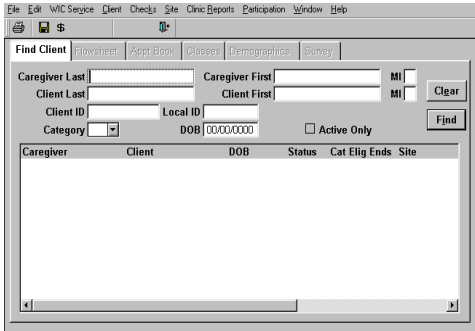 File Edit WIC Service Client Checks Site Clinic Reports Participation Window Help
$
Find Client Flowsheet Appt Book Classes Demographics Survey
Caregiver Last Caregiver First MI
Clear
Client Last Client First MI
Client ID Local ID
Find
Category DOB 00/00/0000 Active Only
Caregiver Client DOB Status Cat Elig Ends Site